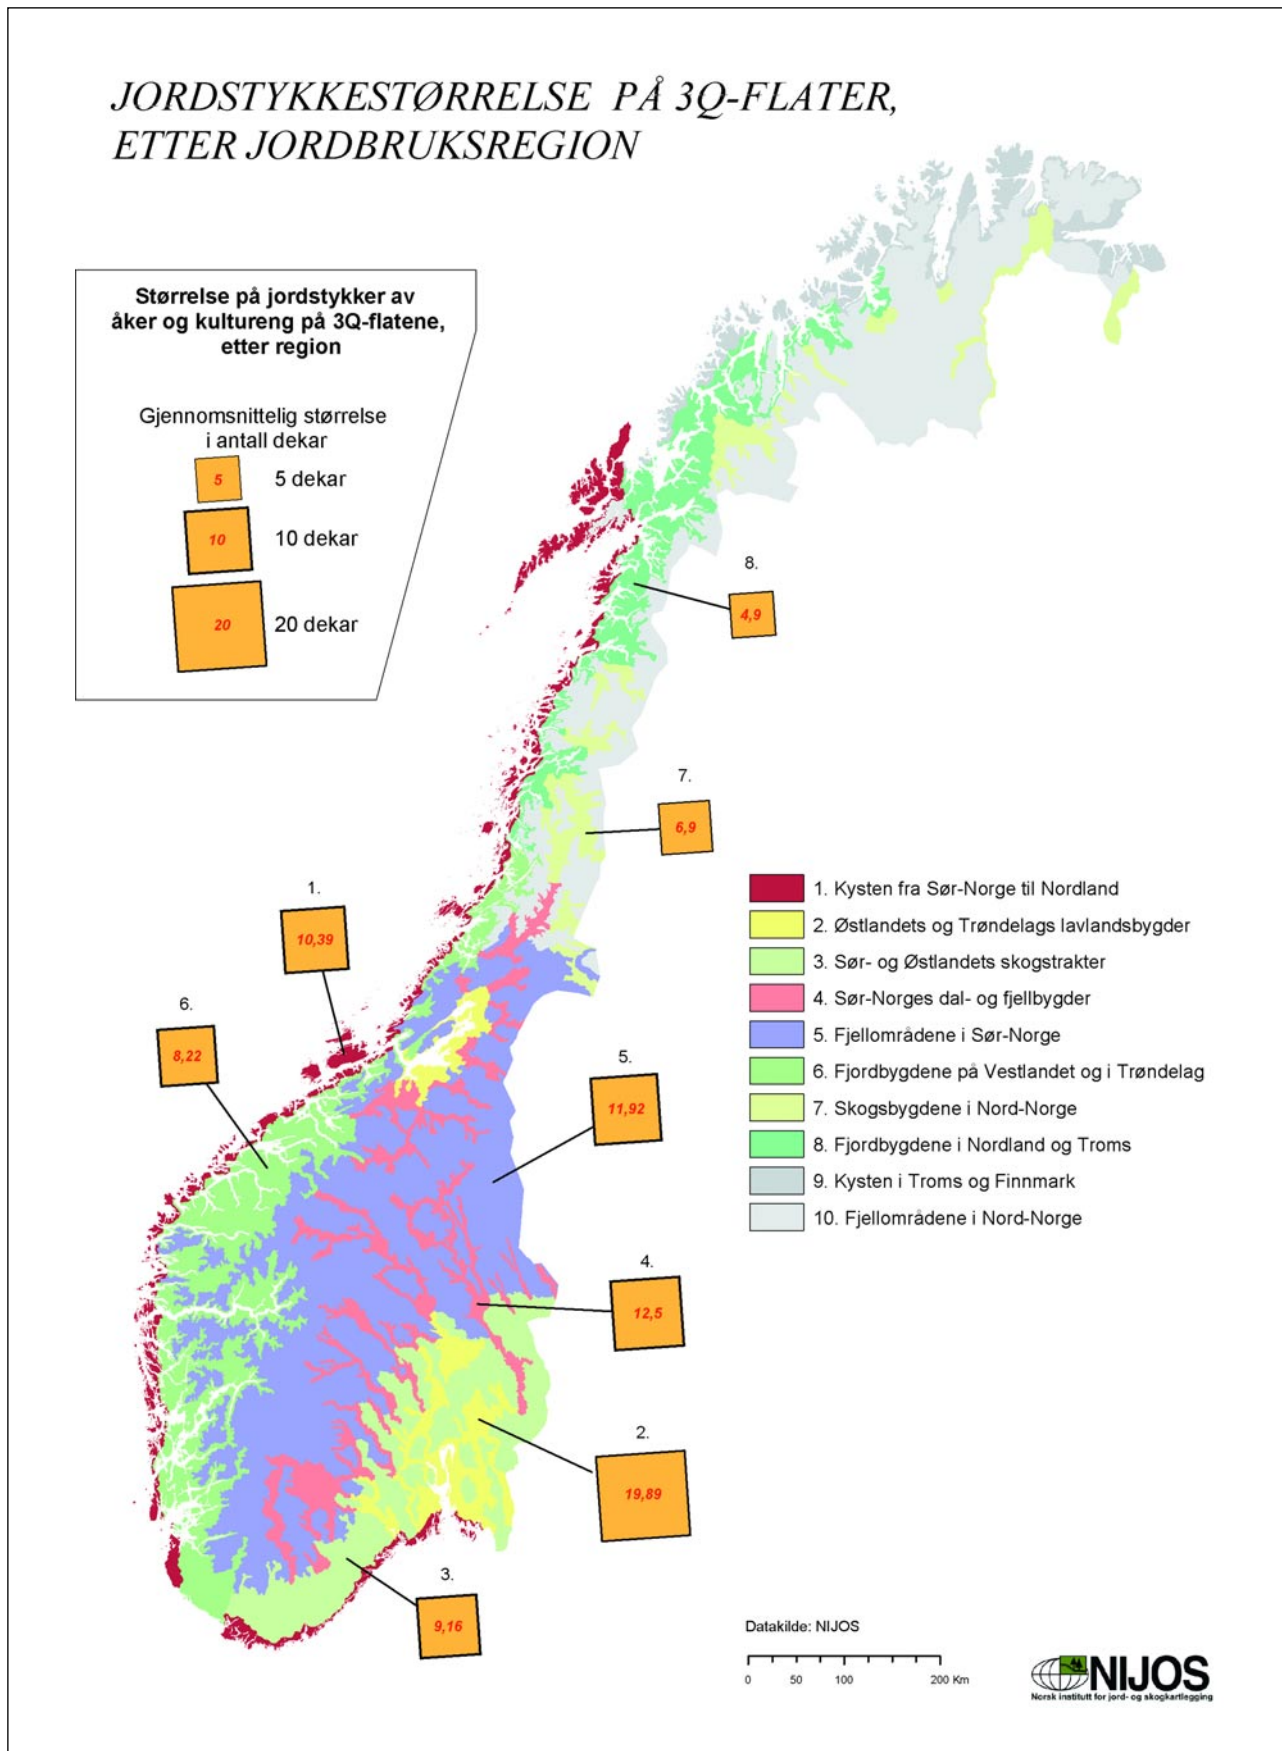 JORDSTYKKESTØRRELSE PÅ 3Q-FLATER,
ETTER JORDBRUKSREGION
Størrelse på jordstykker av
åker og kultureng på 3Q-flatene,
etter region
Gjennomsnittelig størrelse
i antall dekar
5 5 dekar
10 10 dekar
20 20 dekar
8.
4,9
7.
6,9
1.
10,39
6.
8,22
5.
11,92
4.
12,5
2.
19,89
3.
9,16
1. Kysten fra Sør-Norge til Nordland
2. Østlandets og Trøndelags lavlandsbygder
3. Sør- og Østlandets skogstrakter
4. Sør-Norges dal- og fjellbygder
5. Fjellområdene i Sør-Norge
6. Fjordbygdene på Vestlandet og i Trøndelag
7. Skogsbygdene i Nord-Norge
8. Fjordbygdene i Nordland og Troms
9. Kysten i Troms og Finnmark
10. Fjellområdene i Nord-Norge
Datakilde: NIJOS
0 50 100 200 Km
NIJOS
Norsk institutt for jord- og skogkartlegging